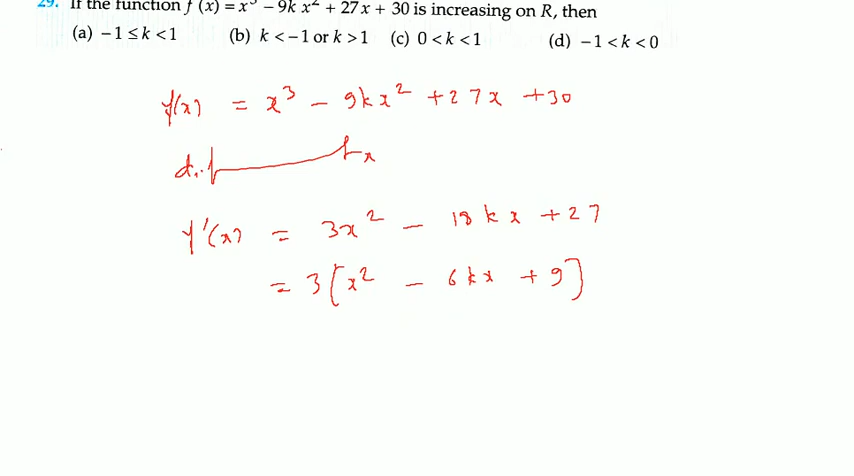 29. If the function f (x) = x³ – 9k x² + 27x + 30 is increasing on R, then
(a) –1 ≤ k < 1 (b) k < –1 or k > 1 (c) 0 < k < 1 (d) –1 < k < 0
f(x) = x³ – 9kx² + 27x + 30
f'(x) = 3x² – 18kx + 27
= 3[x² – 6kx + 9]